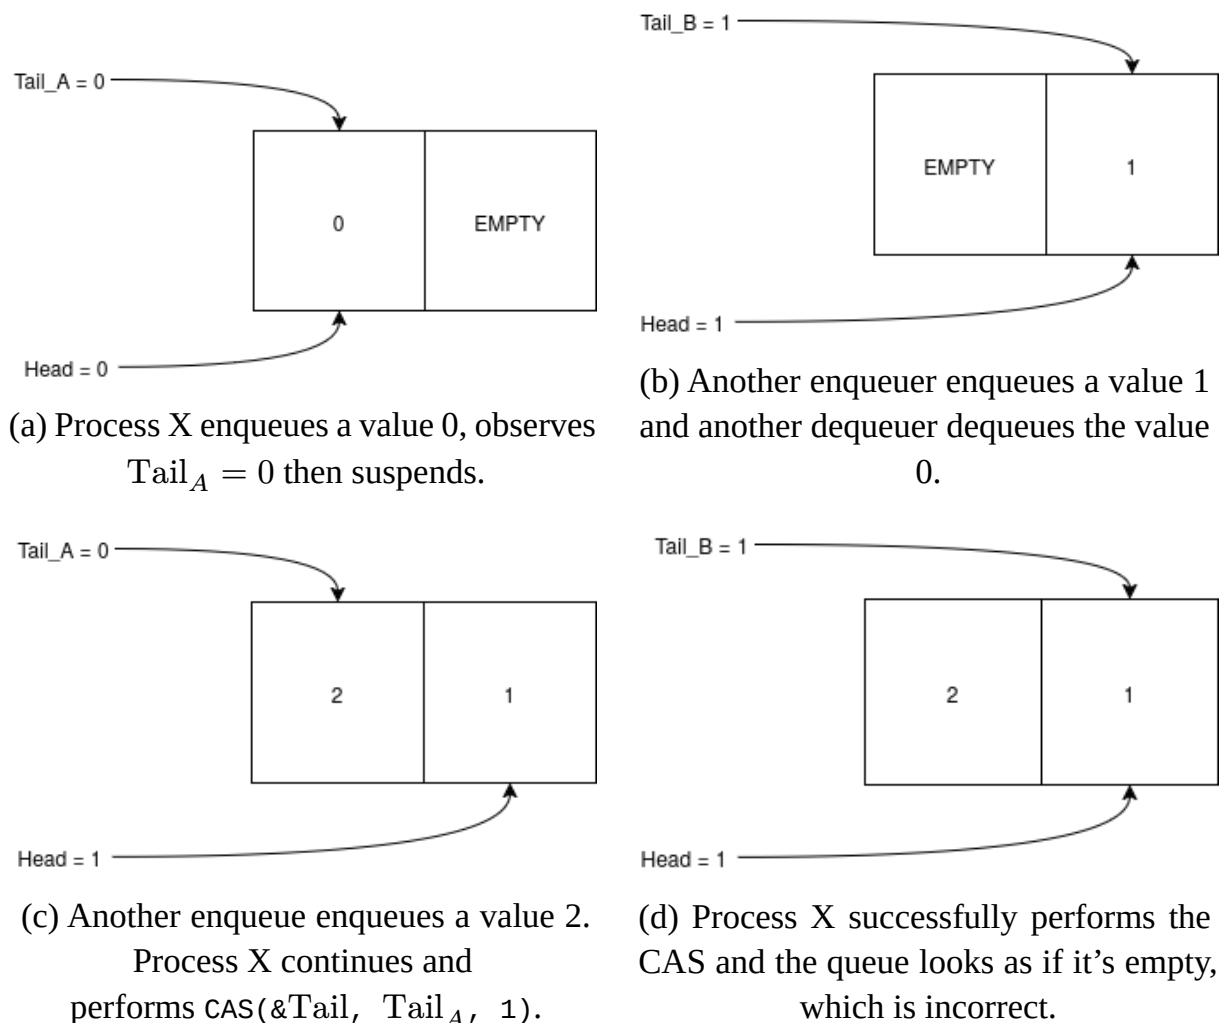 Tail_A = 0
0
EMPTY
Head = 0
(a) Process X enqueues a value 0, observes
Tail_A = 0 then suspends.
Tail_B = 1
EMPTY
1
Head = 1
(b) Another enqueuer enqueues a value 1
and another dequeuer dequeues the value
0.
Tail_A = 0
2
1
Head = 1
(c) Another enqueue enqueues a value 2.
Process X continues and
performs CAS(&Tail, Tail_A, 1).
Tail_B = 1
2
1
Head = 1
(d) Process X successfully performs the
CAS and the queue looks as if it’s empty,
which is incorrect.